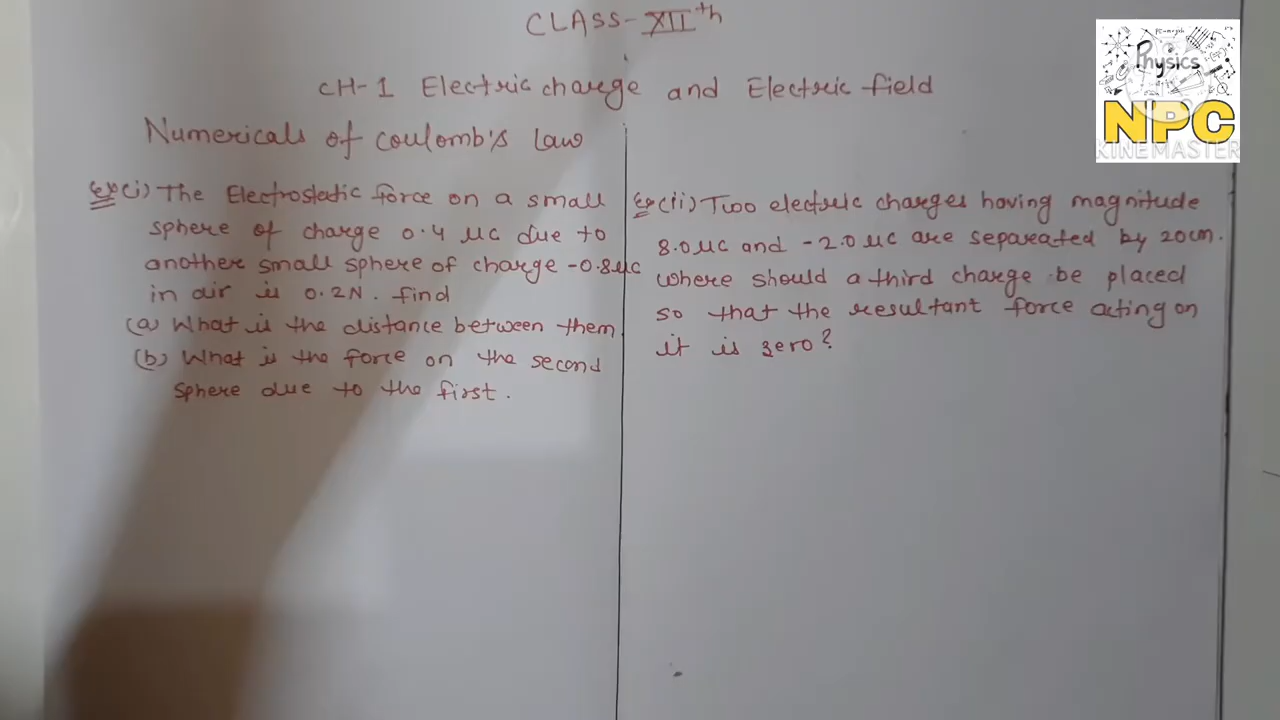 CLASS-XIIth
CH-1 Electric charge and Electric field
Numericals of Coulomb's Law
Ex(i) The Electrostatic force on a small
sphere of charge 0.4 μc due to
another small sphere of charge -0.8μc
in air is 0.2N. find
(a) What is the distance between them
(b) What is the force on the second
sphere due to the first.
Ex(ii) Two electric charges having magnitude
8.0μc and -2.0μc are separated by 20cm.
where should a third charge be placed
so that the resultant force acting on
it is zero?
Physics
NPC
KINEMASTER